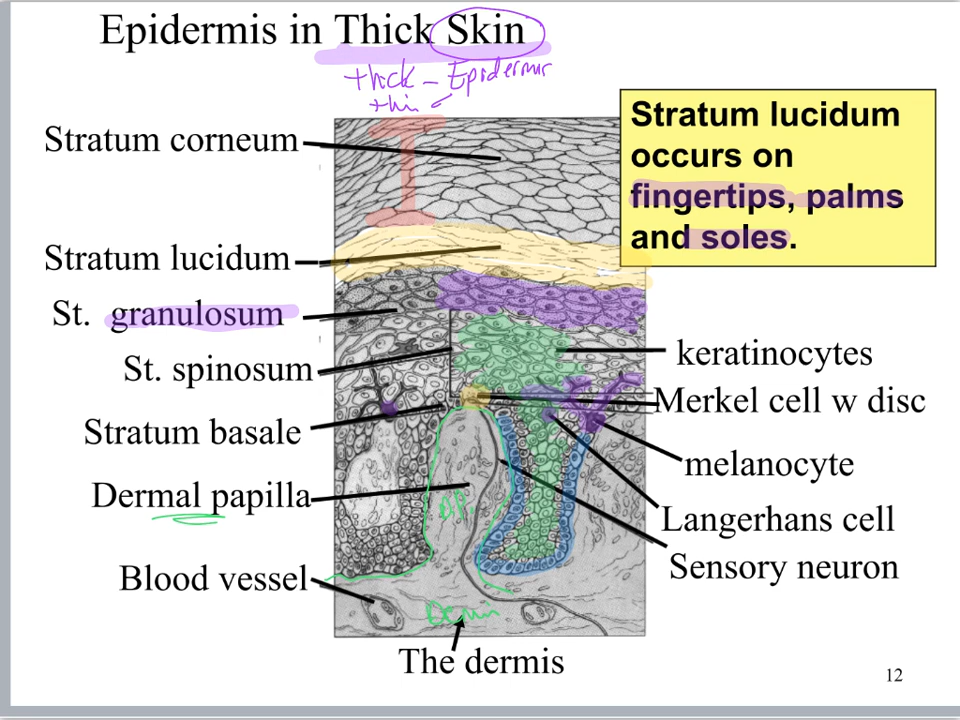 Epidermis in Thick Skin
thick – Epidermis
thin
Stratum corneum
Stratum lucidum
occurs on
fingertips, palms
and soles.
Stratum lucidum
St. granulosum
St. spinosum
Stratum basale
Dermal papilla
Blood vessel
keratinocytes
Merkel cell w disc
melanocyte
Langerhans cell
Sensory neuron
D.P.
The dermis
12